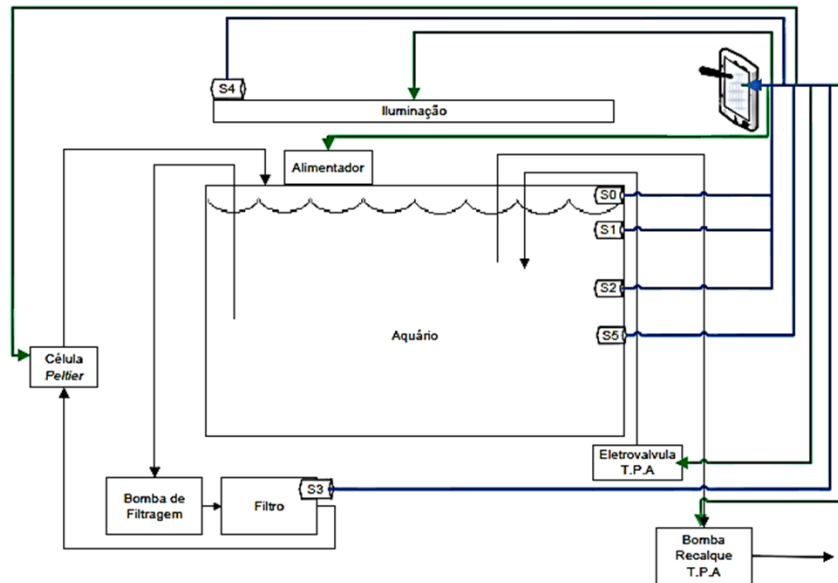 S4
Iluminação
Alimentador
S0
S1
S2
Aquário
S5
Célula
Peltier
Eletrovalvula
T.P.A
Bomba de
Filtragem
Filtro
S3
Bomba
Recalque
T.P.A